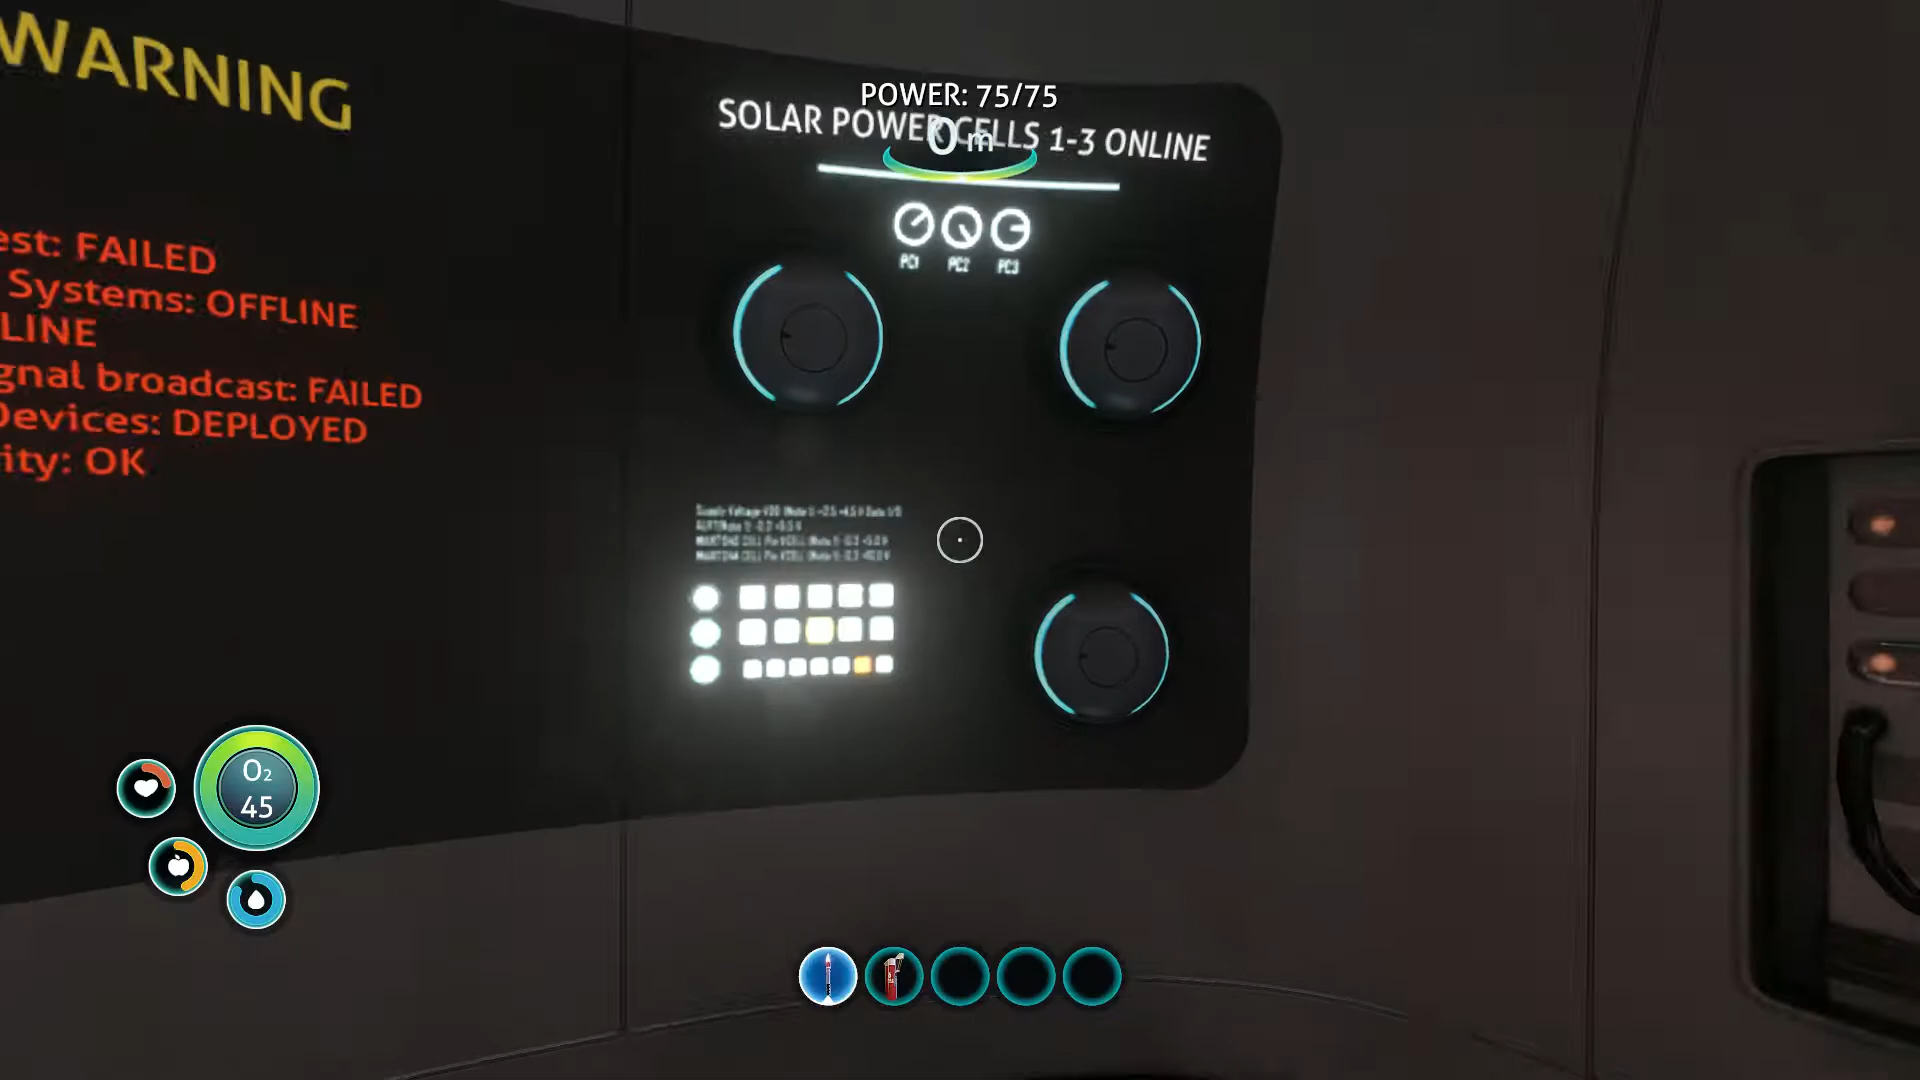 WARNING
est: FAILED
Systems: OFFLINE
LINE
gnal broadcast: FAILED
Devices: DEPLOYED
ity: OK
POWER: 75/75
SOLAR POWER CELLS 1-3 ONLINE
0 m
PC1 PC2 PC3
O₂
45